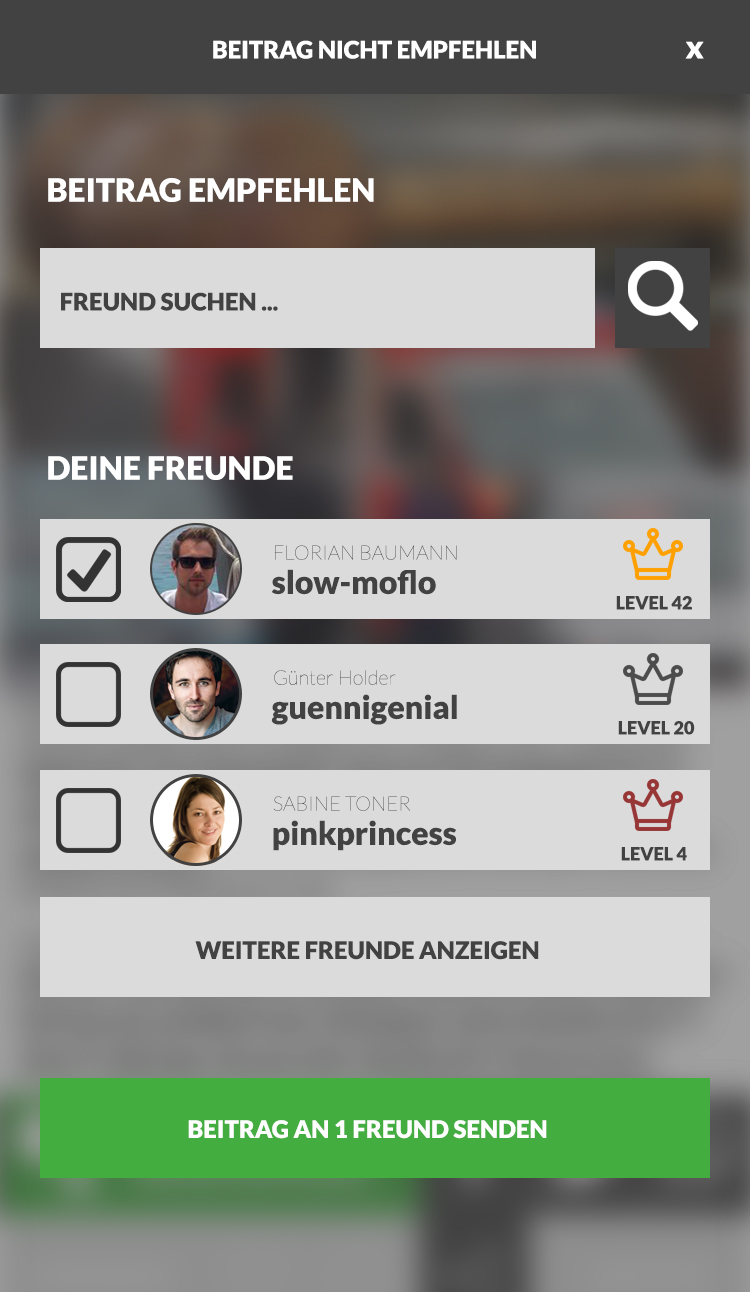 BEITRAG NICHT EMPFEHLEN X
BEITRAG EMPFEHLEN
FREUND SUCHEN ...
DEINE FREUNDE
FLORIAN BAUMANN
slow-moflo
LEVEL 42
Günter Holder
guennigenial
LEVEL 20
SABINE TONER
pinkprincess
LEVEL 4
WEITERE FREUNDE ANZEIGEN
BEITRAG AN 1 FREUND SENDEN